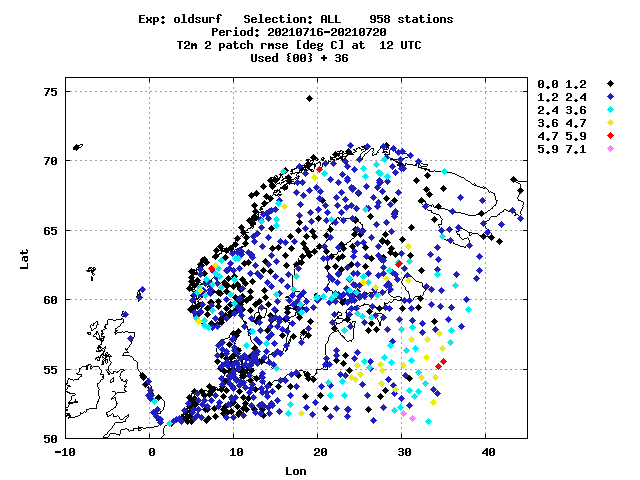 Exp: oldsurf   Selection: ALL    958 stations
Period: 20210716-20210720
T2m 2 patch rmse [deg C] at  12 UTC
Used {00} + 36
0.0 1.2
1.2 2.4
2.4 3.6
3.6 4.7
4.7 5.9
5.9 7.1
75
70
65
60
55
50
Lat
-10 0 10 20 30 40
Lon